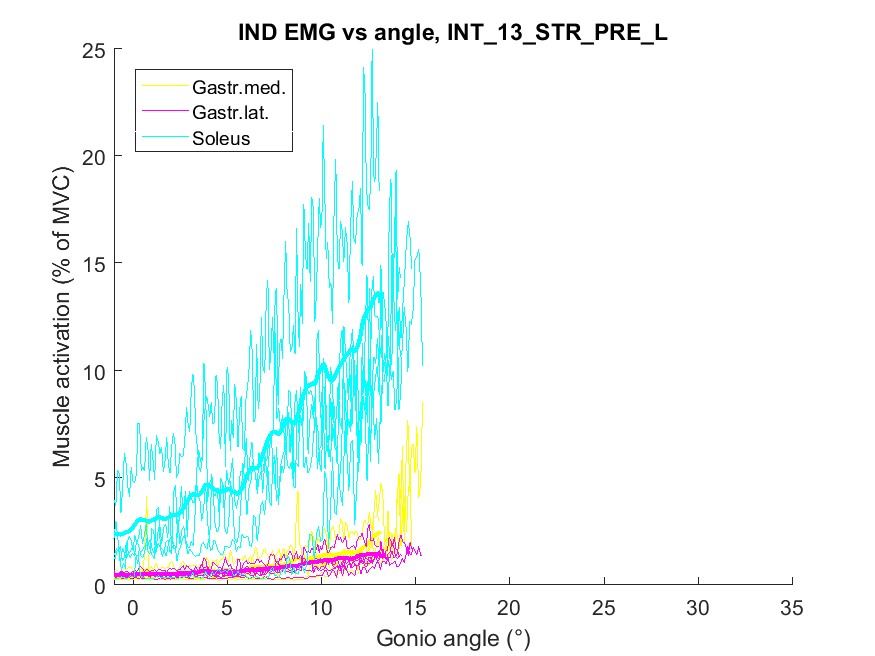 IND EMG vs angle, INT_13_STR_PRE_L
Muscle activation (% of MVC)
25
20
15
10
5
0
Gastr.med.
Gastr.lat.
Soleus
0 5 10 15 20 25 30 35
Gonio angle (°)